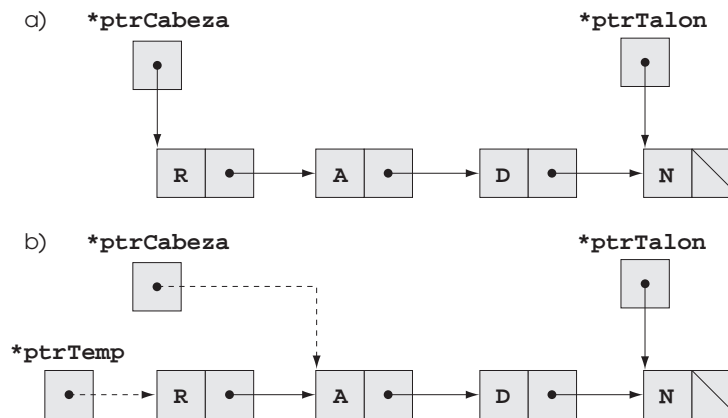 a) *ptrCabeza *ptrTalon
R A D N
b) *ptrCabeza *ptrTalon
*ptrTemp
R A D N